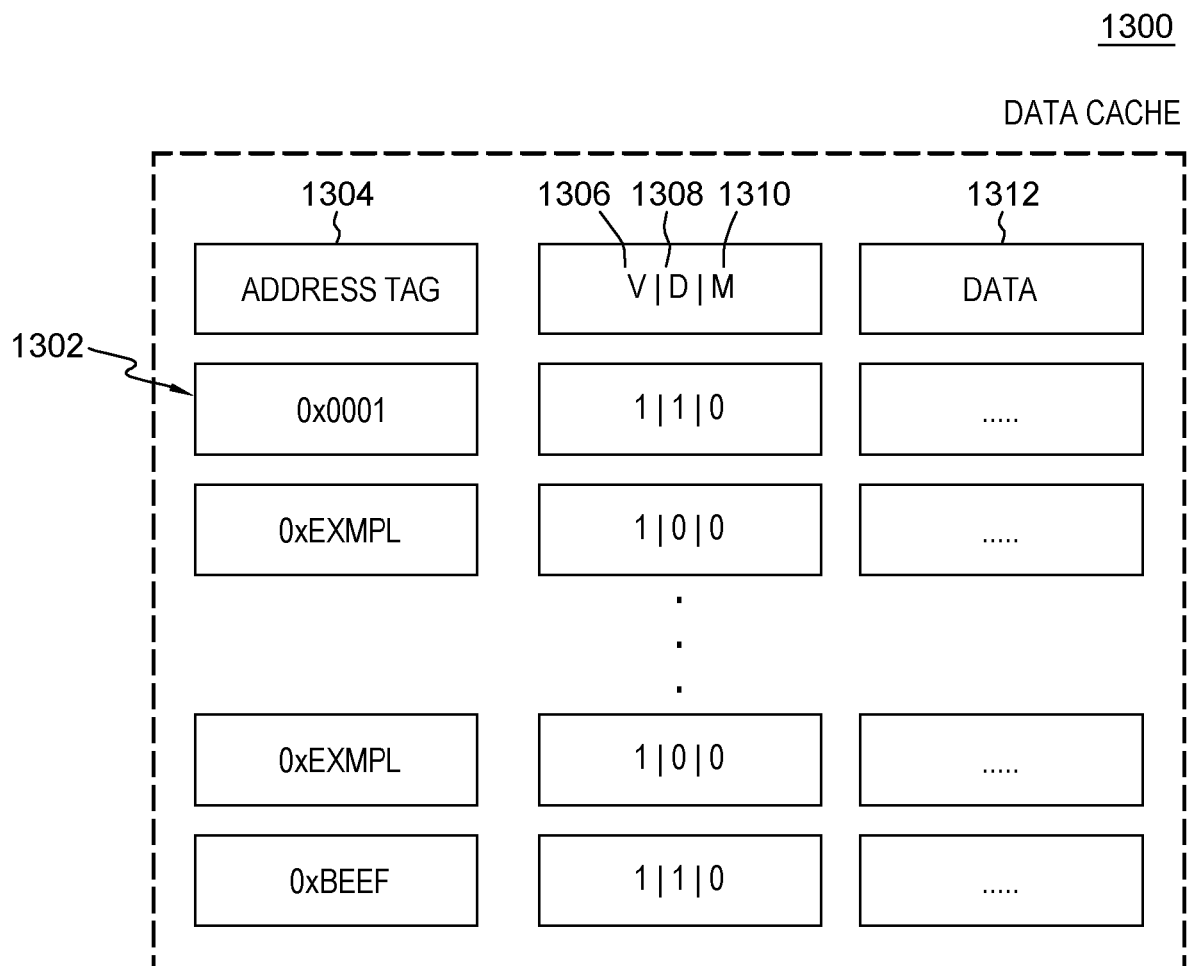 1300
DATA CACHE
1304 1306 1308 1310 1312
ADDRESS TAG V|D|M DATA
1302
0x0001 1|1|0 .....
0xEXMPL 1|0|0 .....
.
.
.
0xEXMPL 1|0|0 .....
0xBEEF 1|1|0 .....